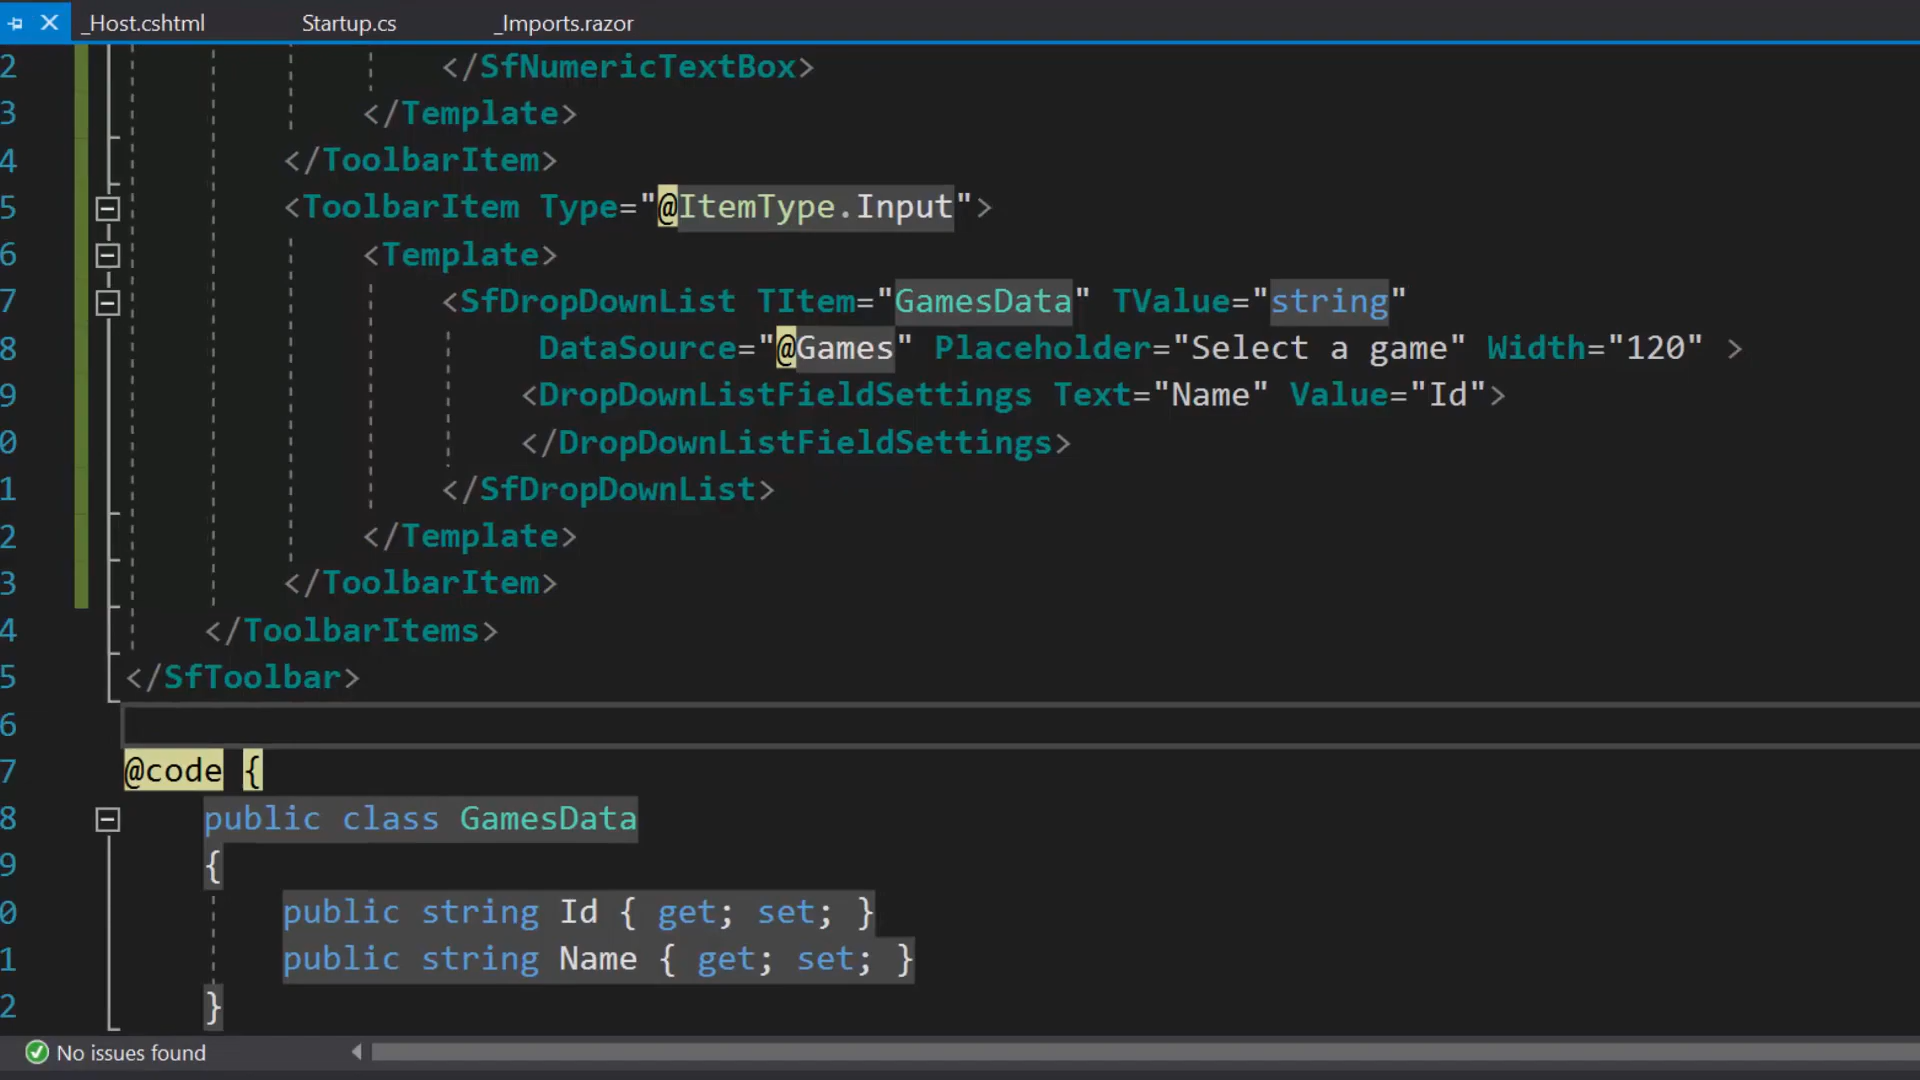 _Host.cshtml Startup.cs _Imports.razor
2 </SfNumericTextBox>
3 </Template>
4 </ToolbarItem>
5 <ToolbarItem Type="@ItemType.Input">
6 <Template>
7 <SfDropDownList TItem="GamesData" TValue="string"
8 DataSource="@Games" Placeholder="Select a game" Width="120" >
9 <DropDownListFieldSettings Text="Name" Value="Id">
0 </DropDownListFieldSettings>
1 </SfDropDownList>
2 </Template>
3 </ToolbarItem>
4 </ToolbarItems>
5 </SfToolbar>
6
7 @code {
8 public class GamesData
9 {
0 public string Id { get; set; }
1 public string Name { get; set; }
2 }
No issues found